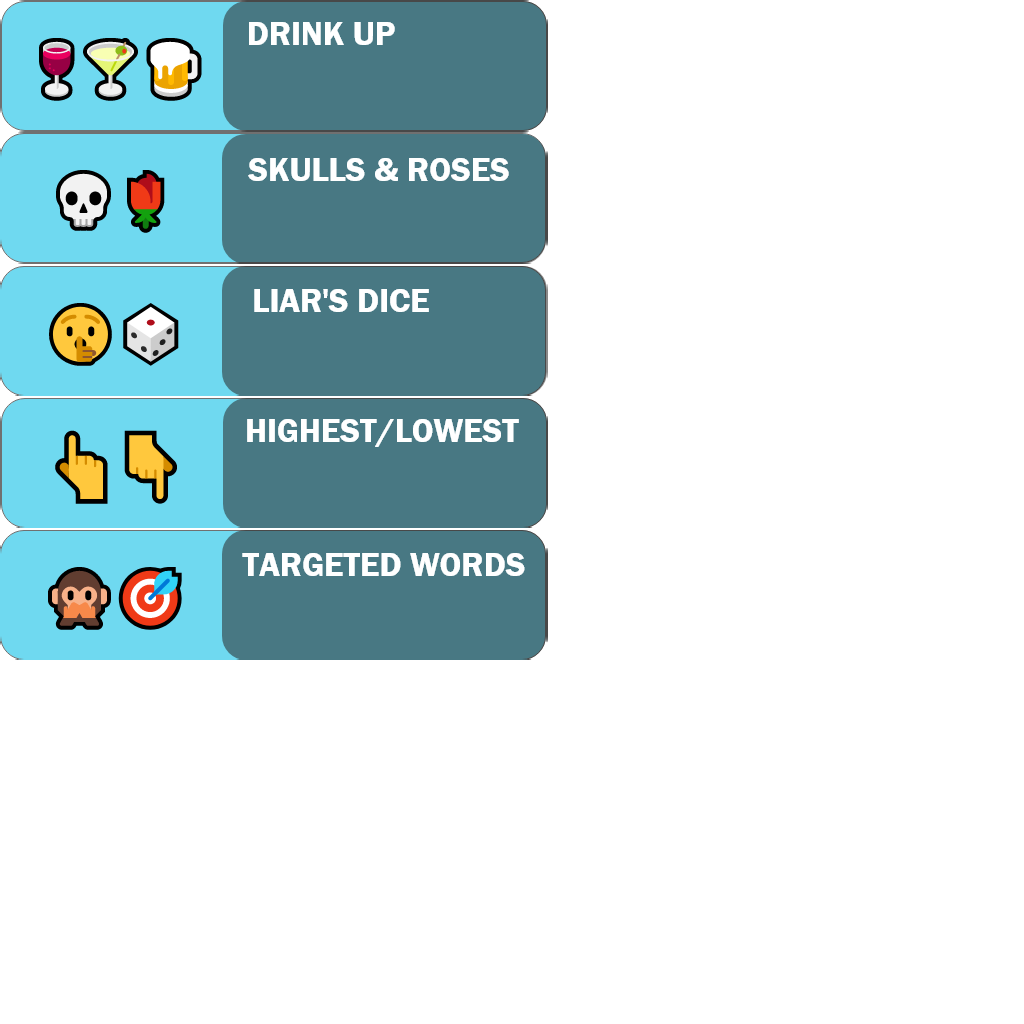 DRINK UP
SKULLS & ROSES
LIAR'S DICE
HIGHEST/LOWEST
TARGETED WORDS